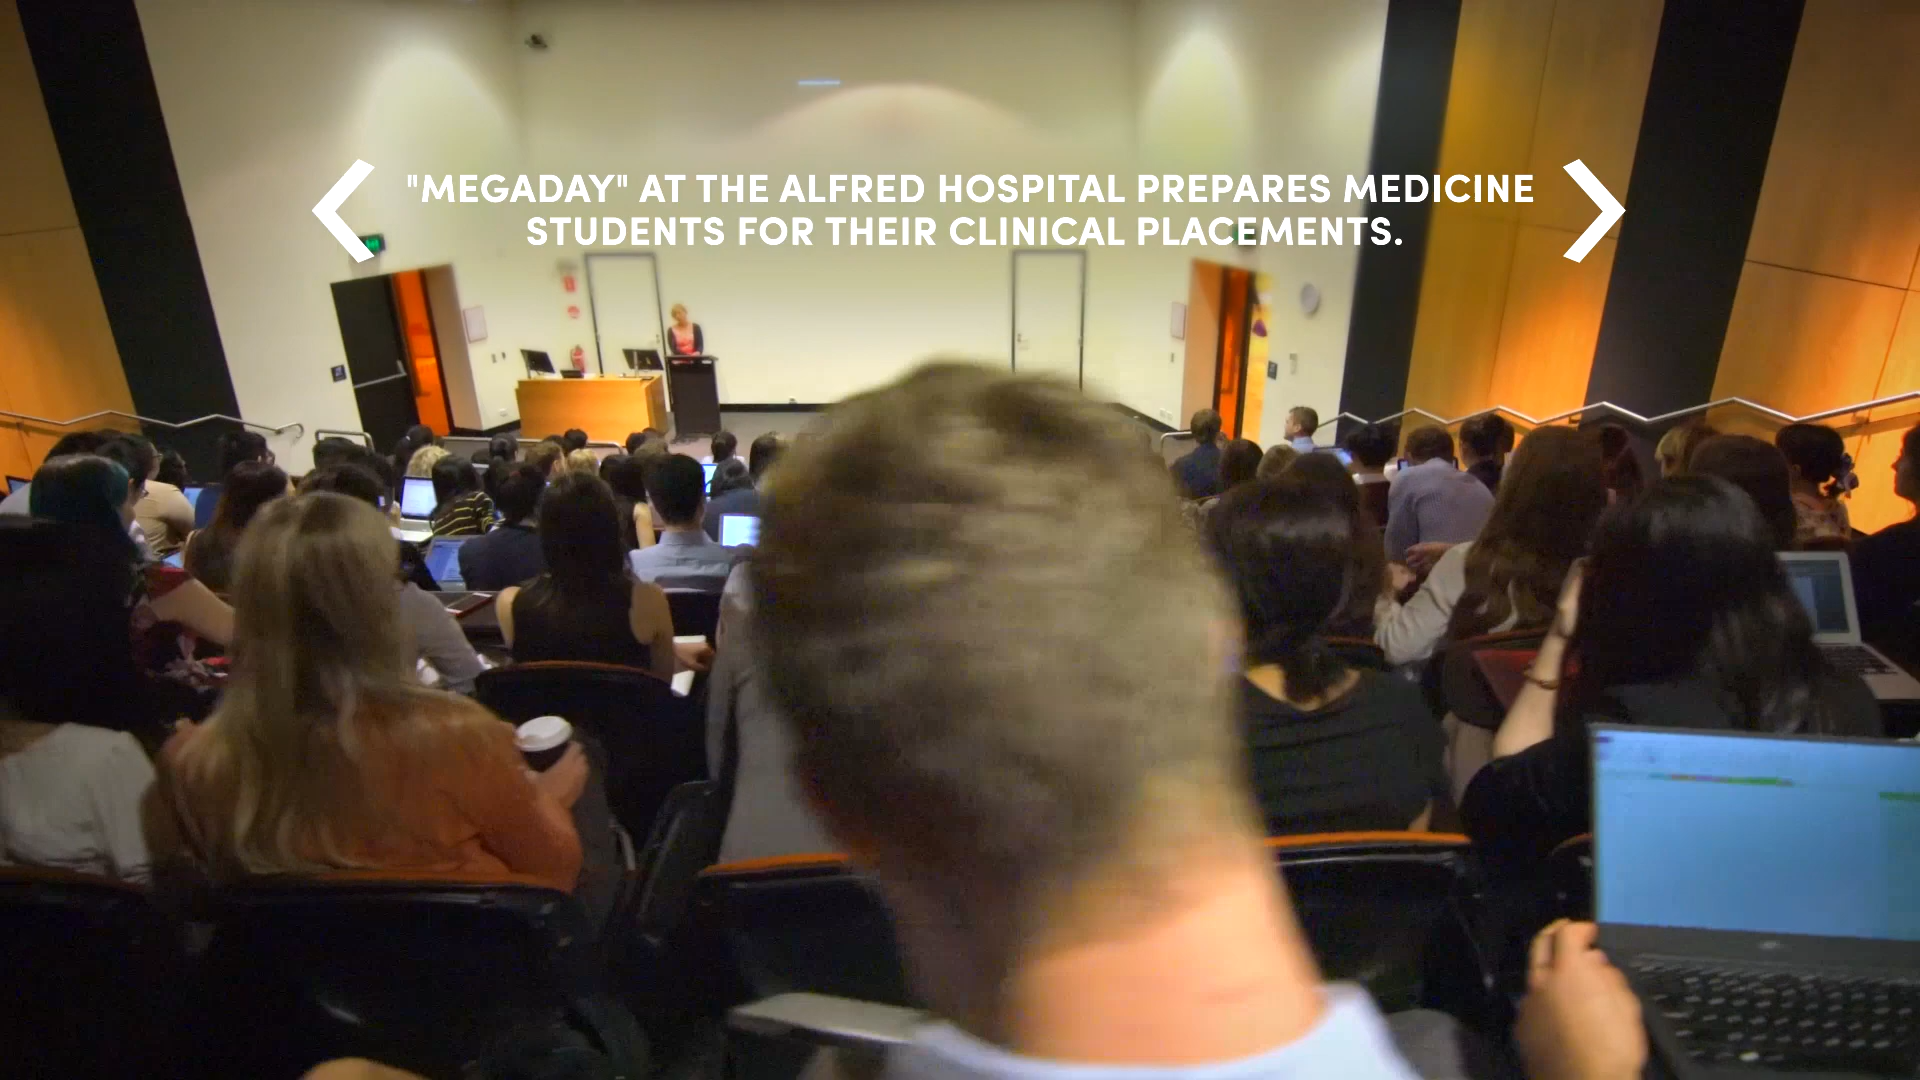 "MEGADAY" AT THE ALFRED HOSPITAL PREPARES MEDICINE
STUDENTS FOR THEIR CLINICAL PLACEMENTS.